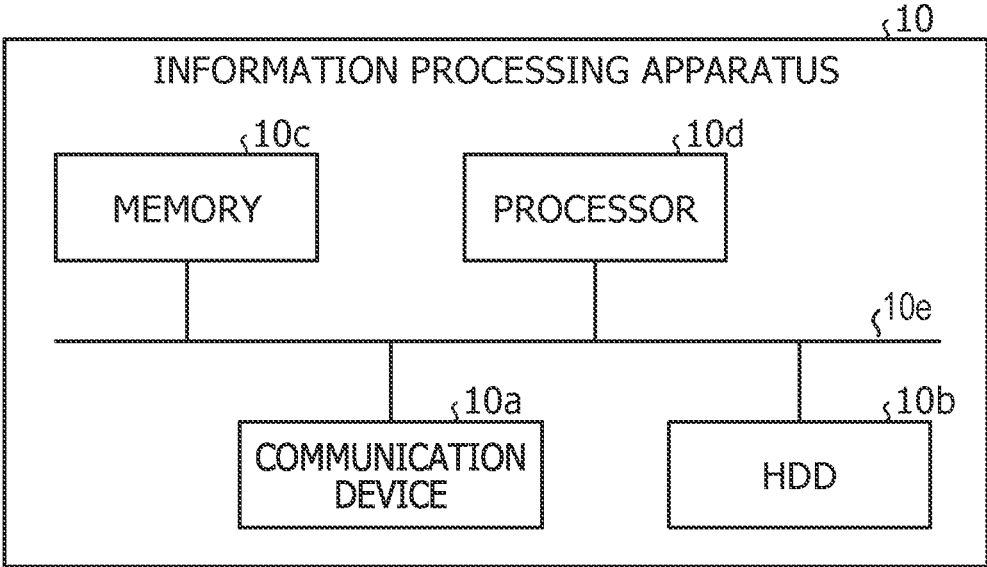 10
INFORMATION PROCESSING APPARATUS
10c
10d
MEMORY
PROCESSOR
10e
10a
10b
COMMUNICATION
DEVICE
HDD